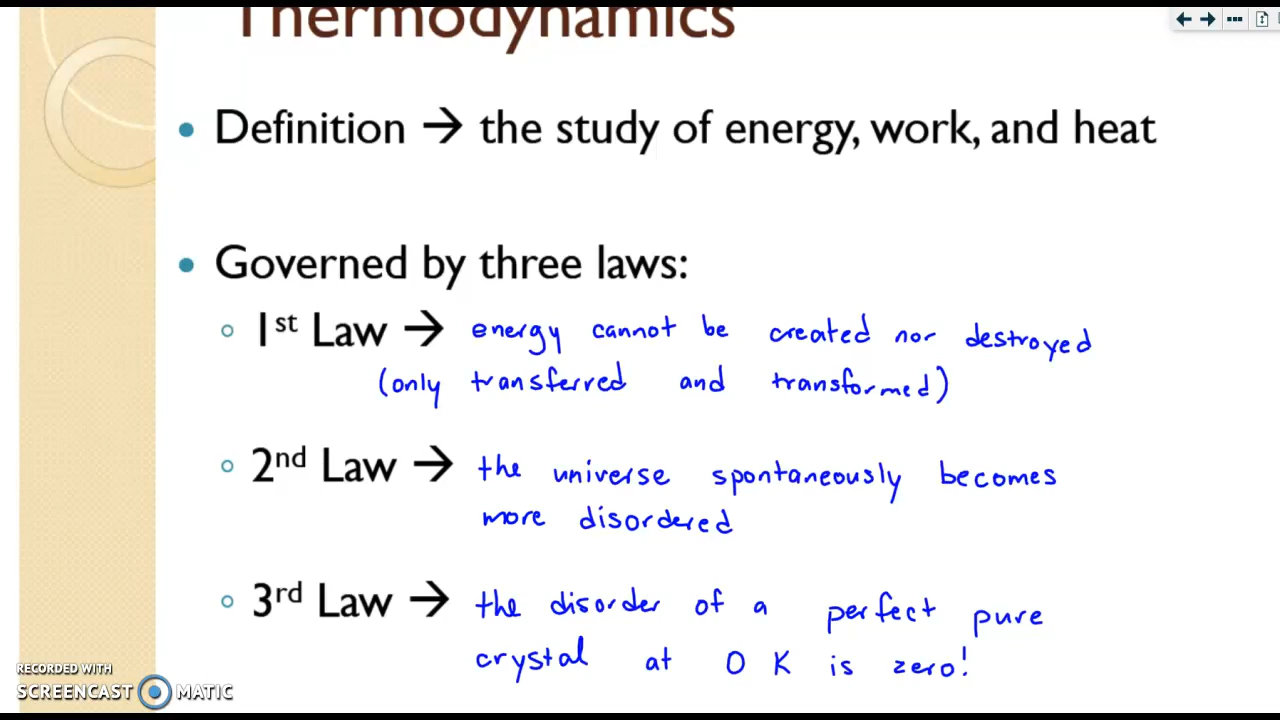 Thermodynamics
• Definition → the study of energy, work, and heat
• Governed by three laws:
○ 1st Law → energy cannot be created nor destroyed
(only transferred and transformed)
○ 2nd Law → the universe spontaneously becomes
more disordered
○ 3rd Law → the disorder of a perfect pure
crystal at 0 K is zero!
RECORDED WITH
SCREENCAST MATIC